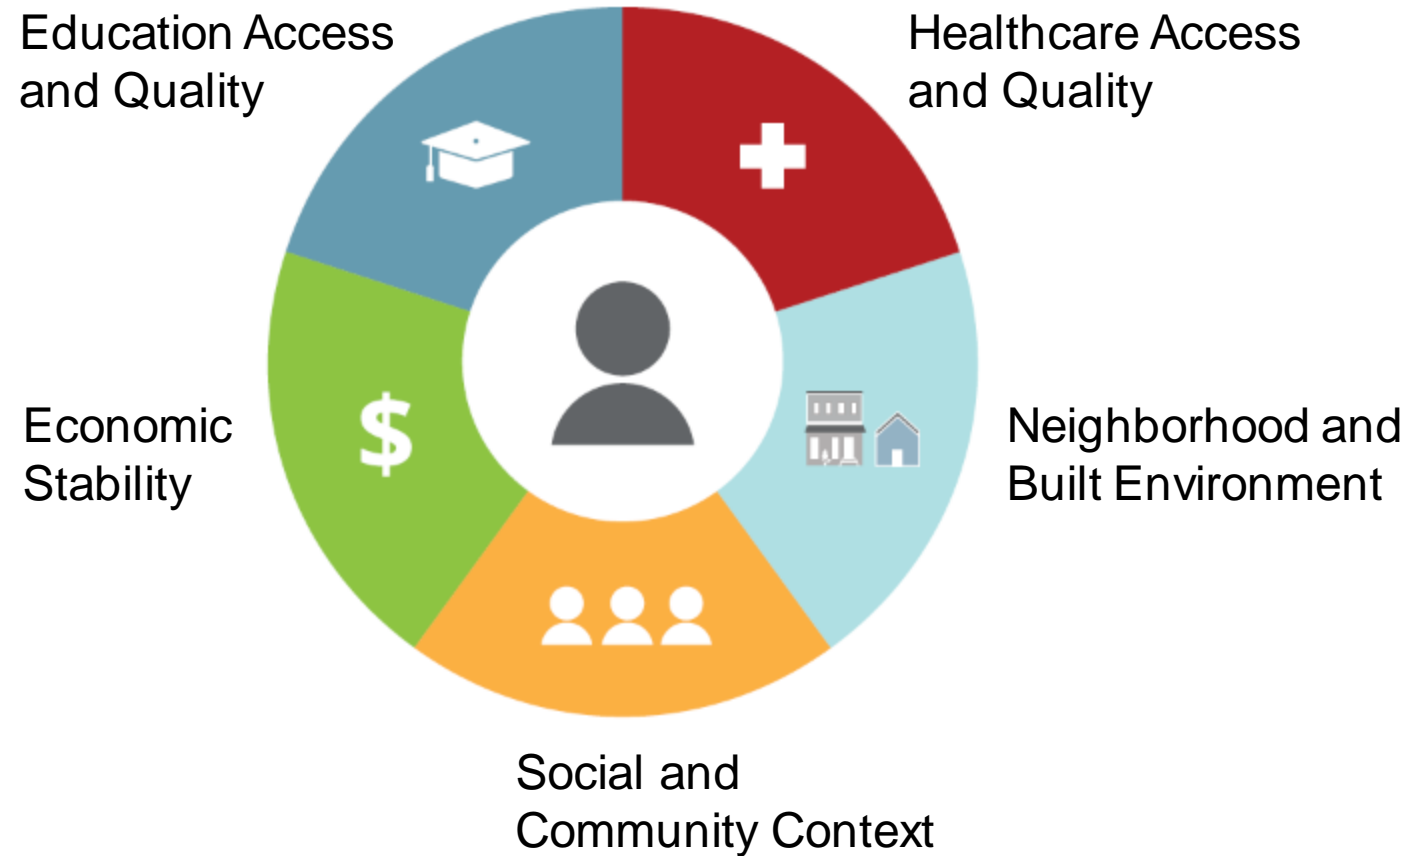 Education Access
and Quality
Healthcare Access
and Quality
$
Economic
Stability
Neighborhood and
Built Environment
Social and
Community Context